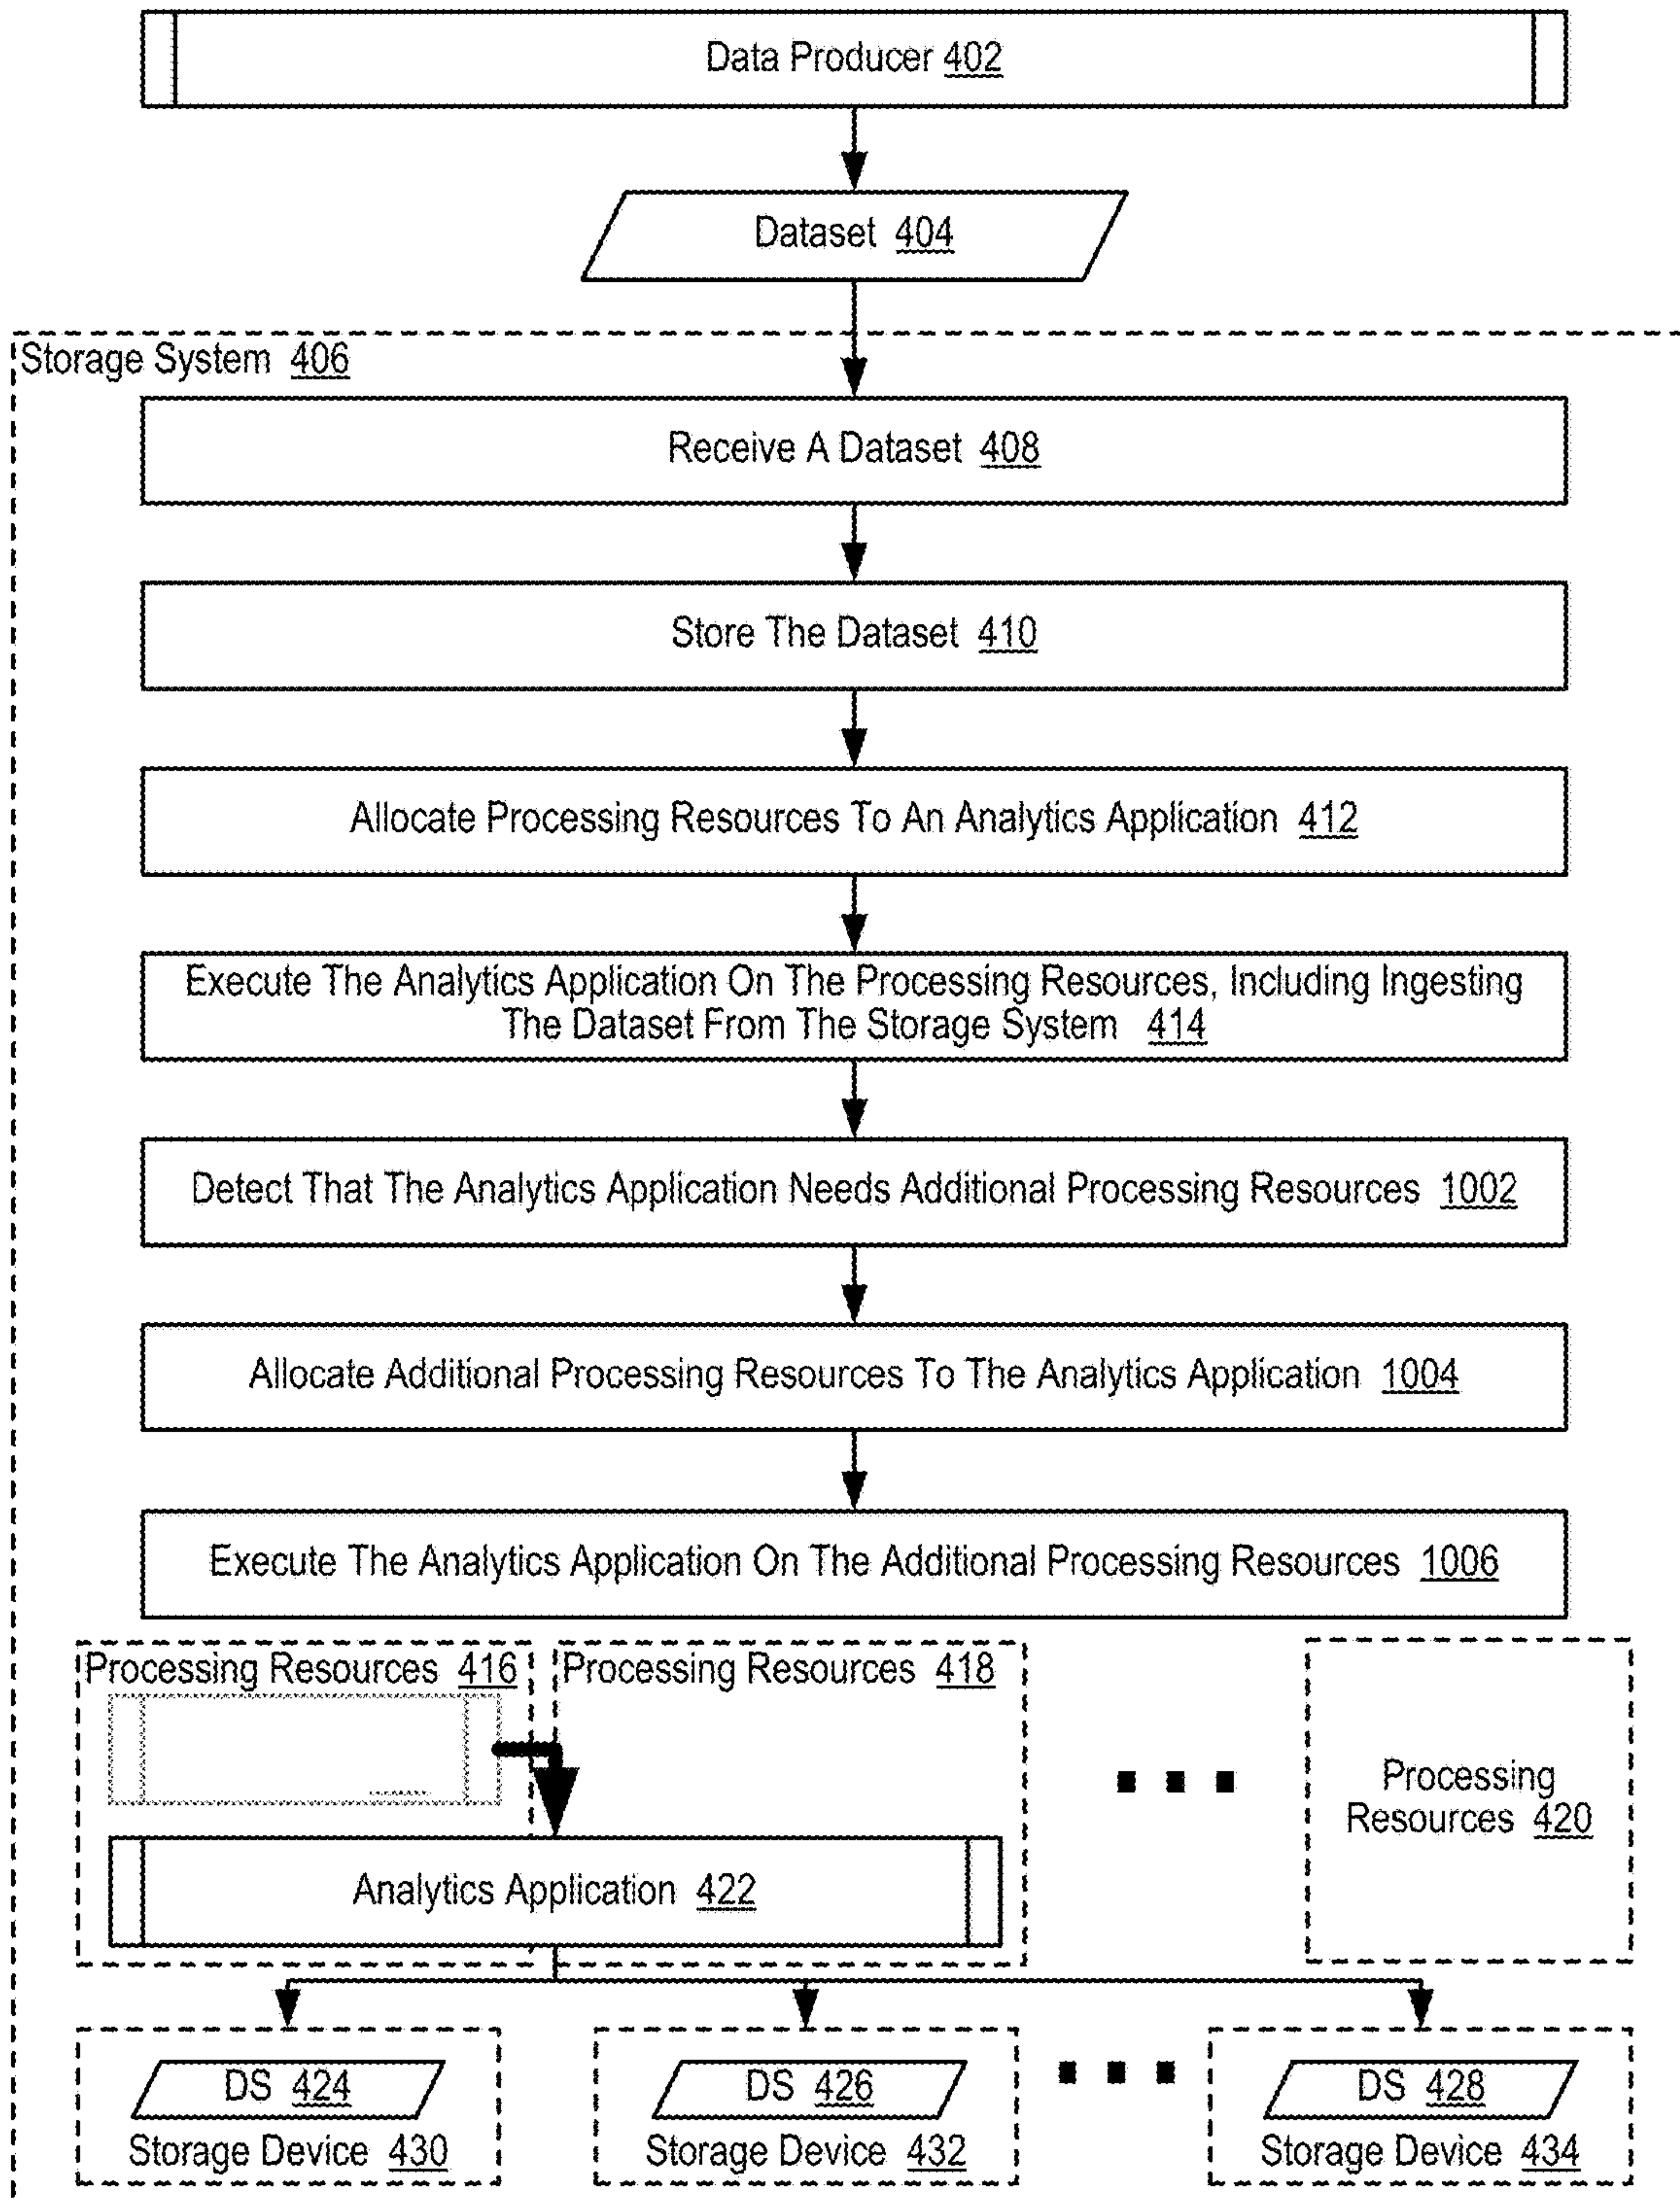 Data Producer 402
Dataset 404
Storage System 406
Receive A Dataset 408
Store The Dataset 410
Allocate Processing Resources To An Analytics Application 412
Execute The Analytics Application On The Processing Resources, Including Ingesting
The Dataset From The Storage System 414
Detect That The Analytics Application Needs Additional Processing Resources 1002
Allocate Additional Processing Resources To The Analytics Application 1004
Execute The Analytics Application On The Additional Processing Resources 1006
Processing Resources 416
Processing Resources 418
Processing
Resources 420
Analytics Application 422
DS 424
Storage Device 430
DS 426
Storage Device 432
DS 428
Storage Device 434